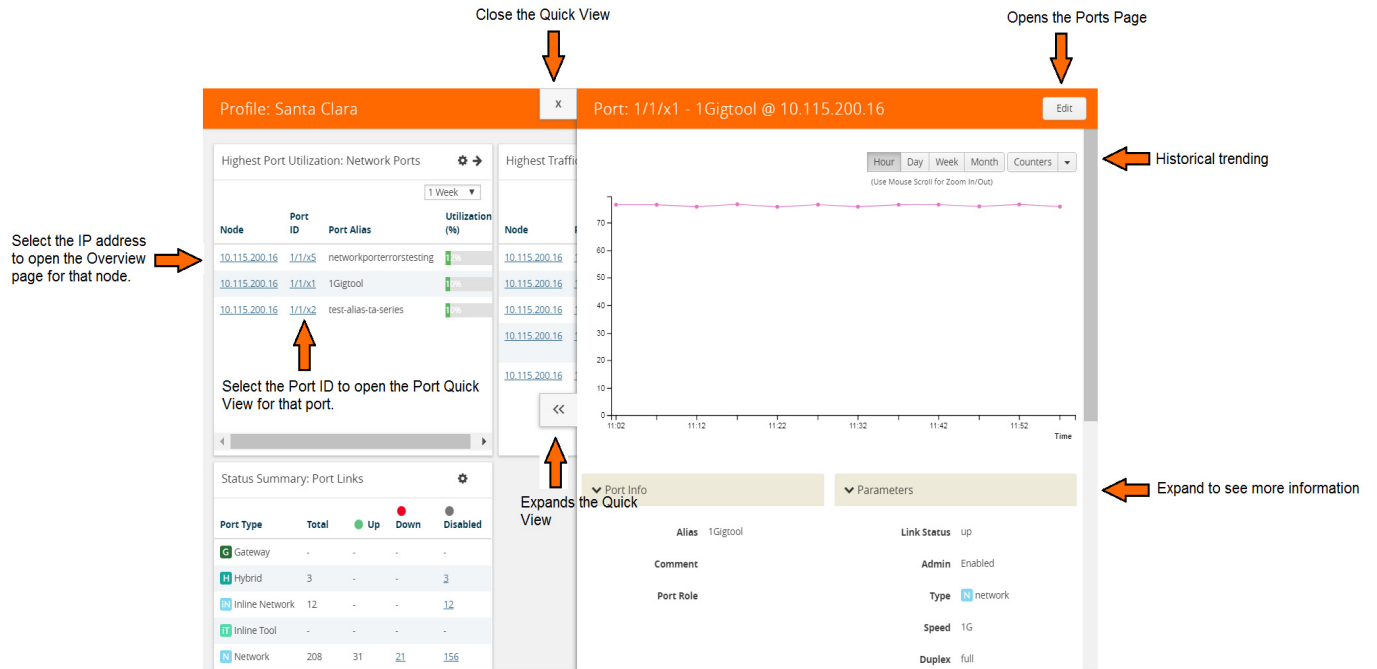 Close the Quick View
Opens the Ports Page
Profile: Santa Clara
x
Port: 1/1/x1 - 1Gigtool @ 10.115.200.16
Edit
Highest Port Utilization: Network Ports
Highest Traffi
Hour Day Week Month Counters
Historical trending
(Use Mouse Scroll for Zoom In/Out)
1 Week
Node Port ID Port Alias Utilization (%)
Node
Select the IP address
to open the Overview
page for that node.
10.115.200.16 1/1/x5 networkporterrorstesting
10.115.200.16 1/1/x1 1Gigtool
10.115.200.16 1/1/x2 test-alias-ta-series
10.115.200.16
10.115.200.16
10.115.200.16
10.115.200.16
10.115.200.16
Select the Port ID to open the Port Quick
View for that port.
70
60
50
40
30
20
10
0
11:02 11:12 11:22 11:32 11:42 11:52
Time
Expands the Quick
View
Status Summary: Port Links
Port Type Total Up Down Disabled
G Gateway - - - -
H Hybrid 3 - - 3
IN Inline Network 12 - - 12
IT Inline Tool - - - -
N Network 208 31 21 156
Port Info
Parameters
Expand to see more information
Alias 1Gigtool
Comment
Port Role
Link Status up
Admin Enabled
Type N network
Speed 1G
Duplex full